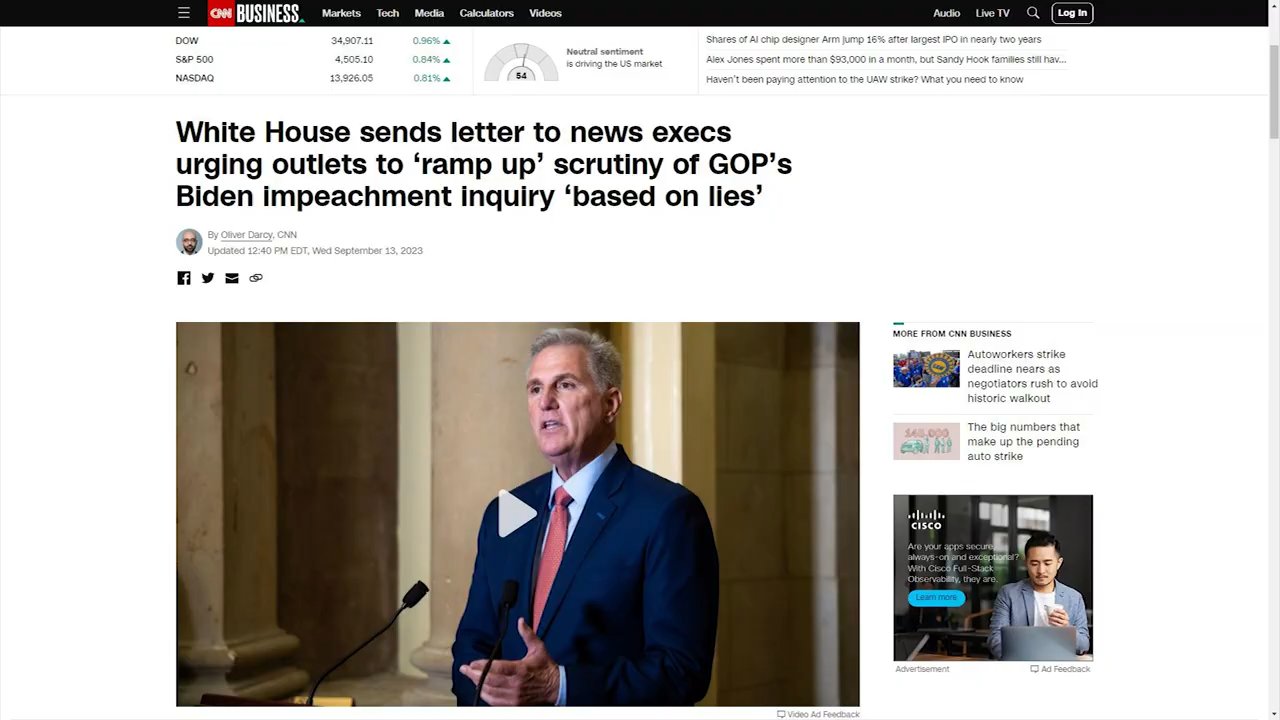 CNN BUSINESS Markets Tech Media Calculators Videos Audio Live TV Log In
DOW 34,907.11 0.96%
S&P 500 4,505.10 0.84%
NASDAQ 13,926.05 0.81%
54
Neutral sentiment
is driving the US market
Shares of AI chip designer Arm jump 16% after largest IPO in nearly two years
Alex Jones spent more than $93,000 in a month, but Sandy Hook families still hav...
Haven't been paying attention to the UAW strike? What you need to know
White House sends letter to news execs
urging outlets to ‘ramp up’ scrutiny of GOP’s
Biden impeachment inquiry ‘based on lies’
By Oliver Darcy, CNN
Updated 12:40 PM EDT, Wed September 13, 2023
MORE FROM CNN BUSINESS
Autoworkers strike
deadline nears as
negotiators rush to avoid
historic walkout
The big numbers that
make up the pending
auto strike
CISCO
Are your apps secure,
always-on and exceptional?
With Cisco Full-Stack
Observability, they are.
Learn more
Advertisement Ad Feedback
Video Ad Feedback